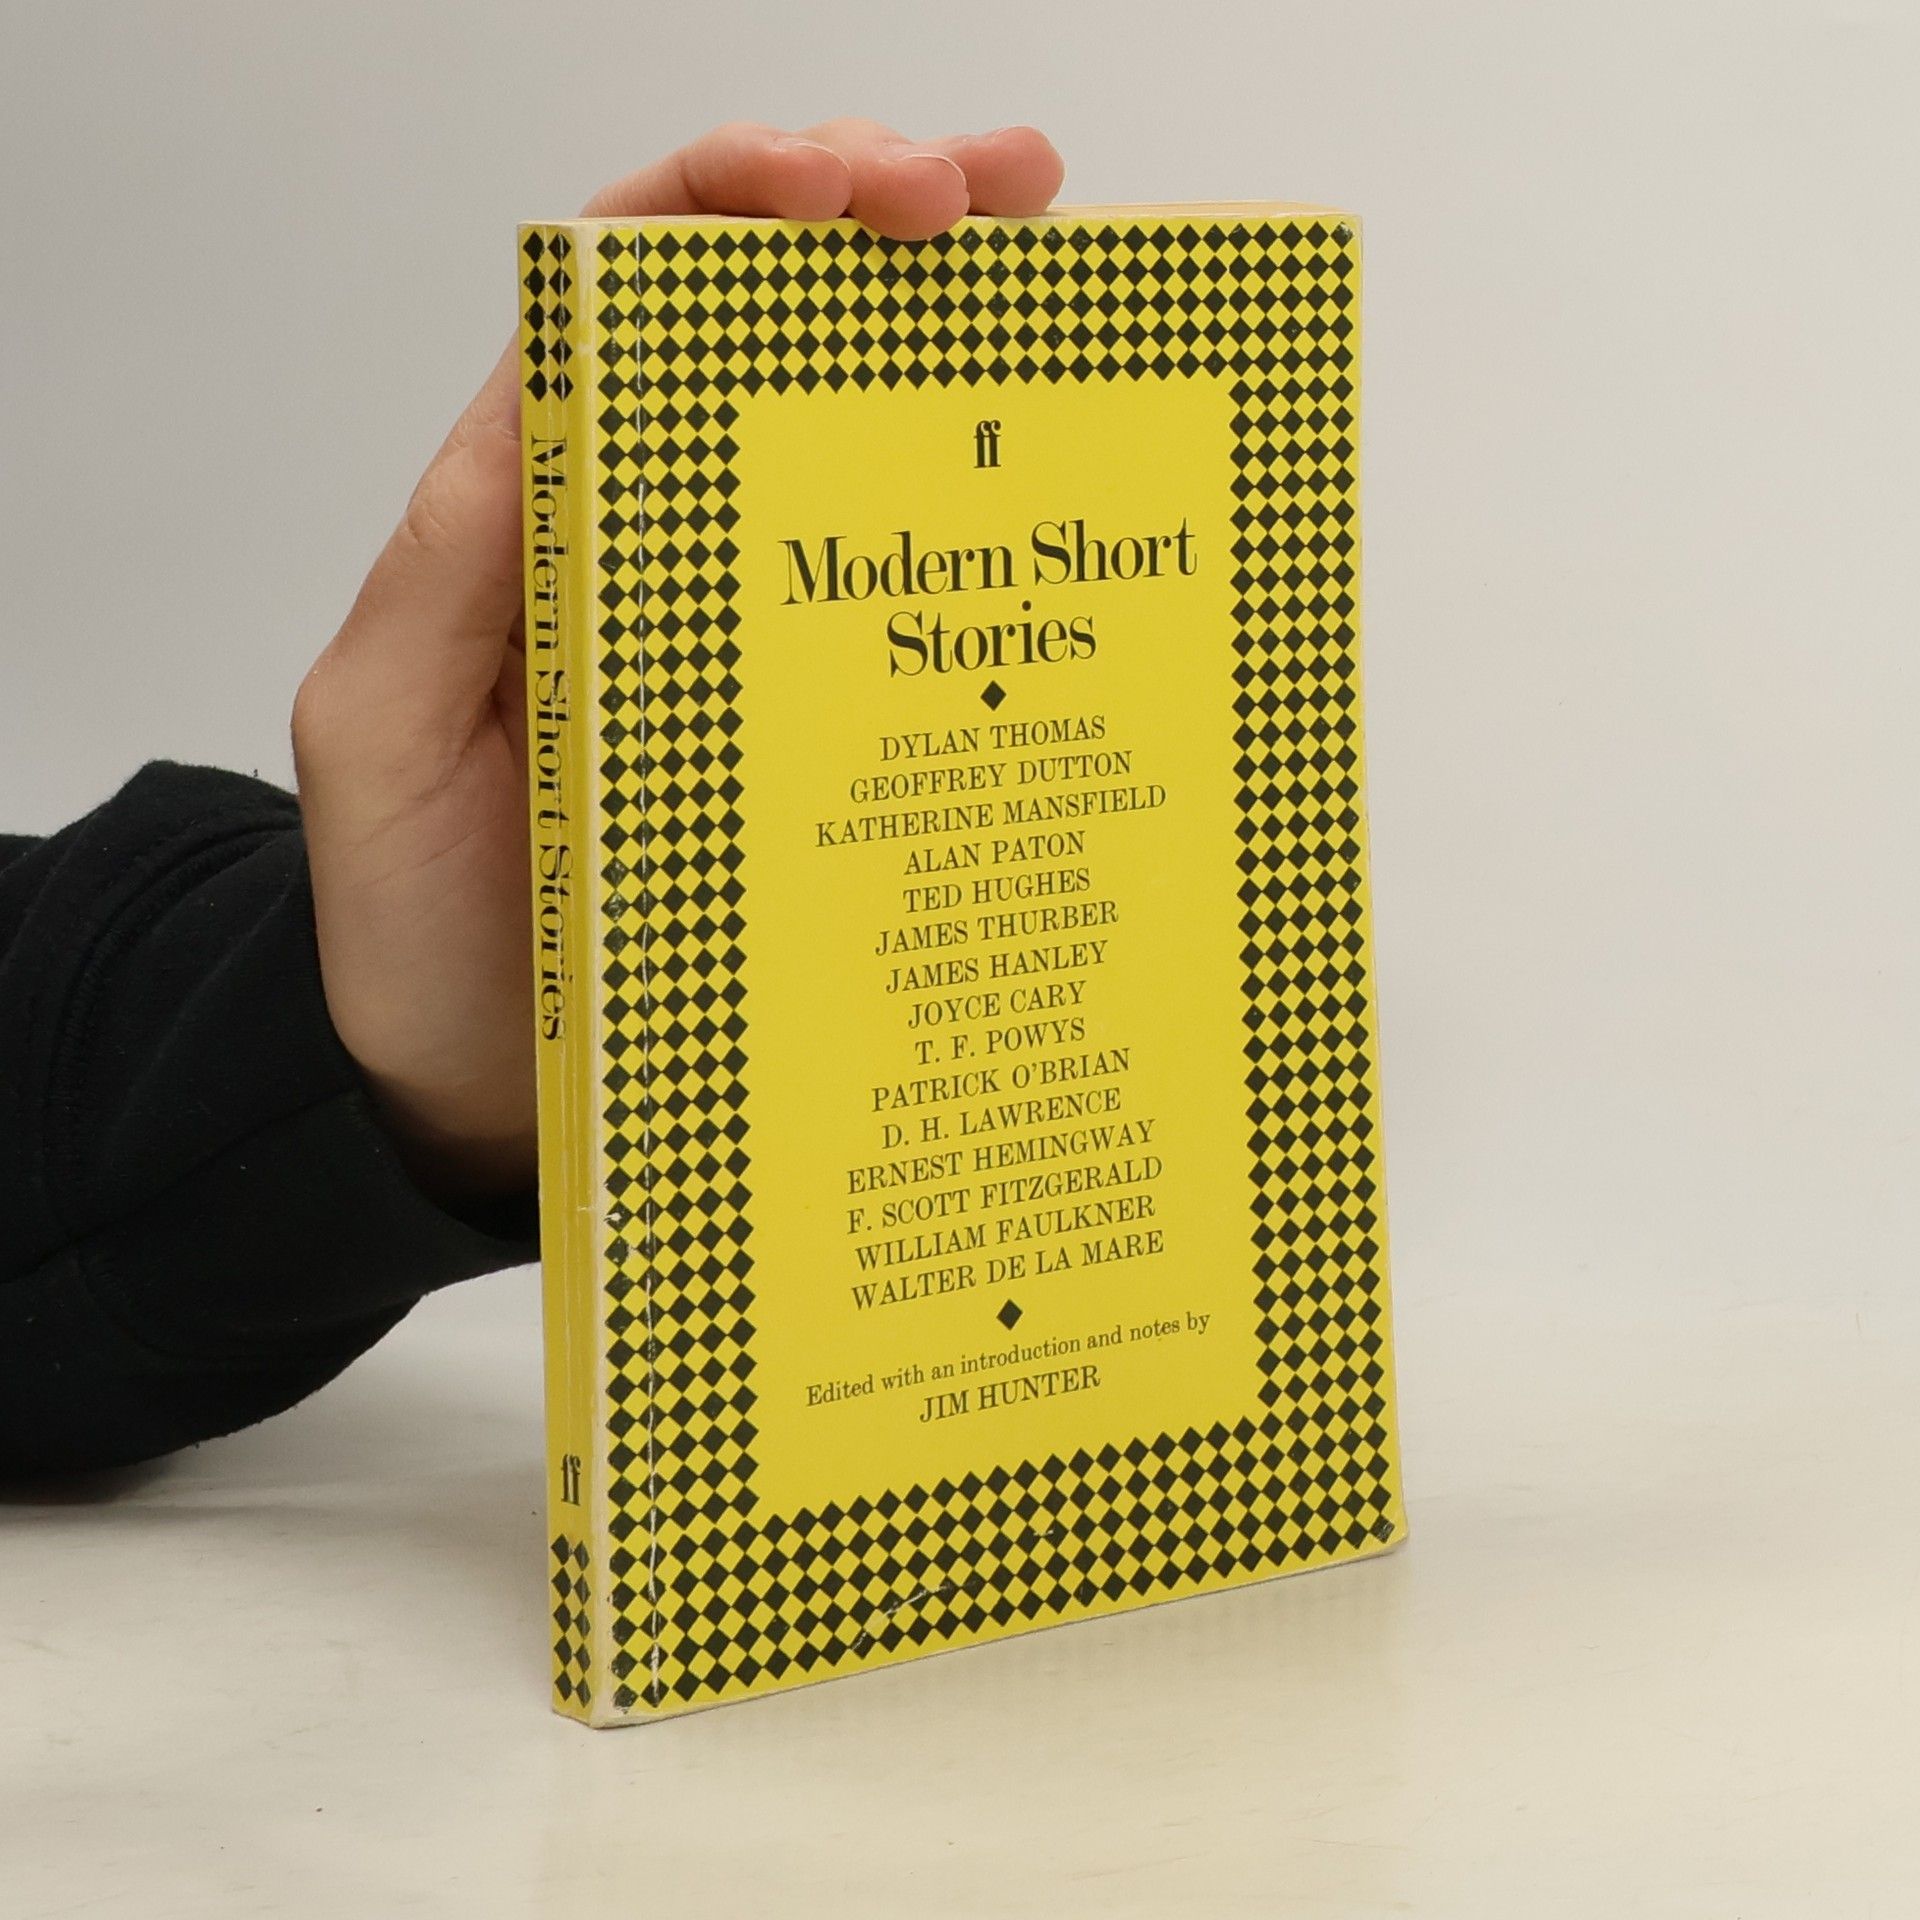 Modern Short Stories
ff
ff
Modern Short
Stories
DYLAN THOMAS
GEOFFREY DUTTON
KATHERINE MANSFIELD
ALAN PATON
TED HUGHES
JAMES THURBER
JAMES HANLEY
JOYCE CARY
T. F. POWYS
PATRICK O'BRIAN
D. H. LAWRENCE
ERNEST HEMINGWAY
F. SCOTT FITZGERALD
WILLIAM FAULKNER
WALTER DE LA MARE
Edited with an introduction and notes by
JIM HUNTER